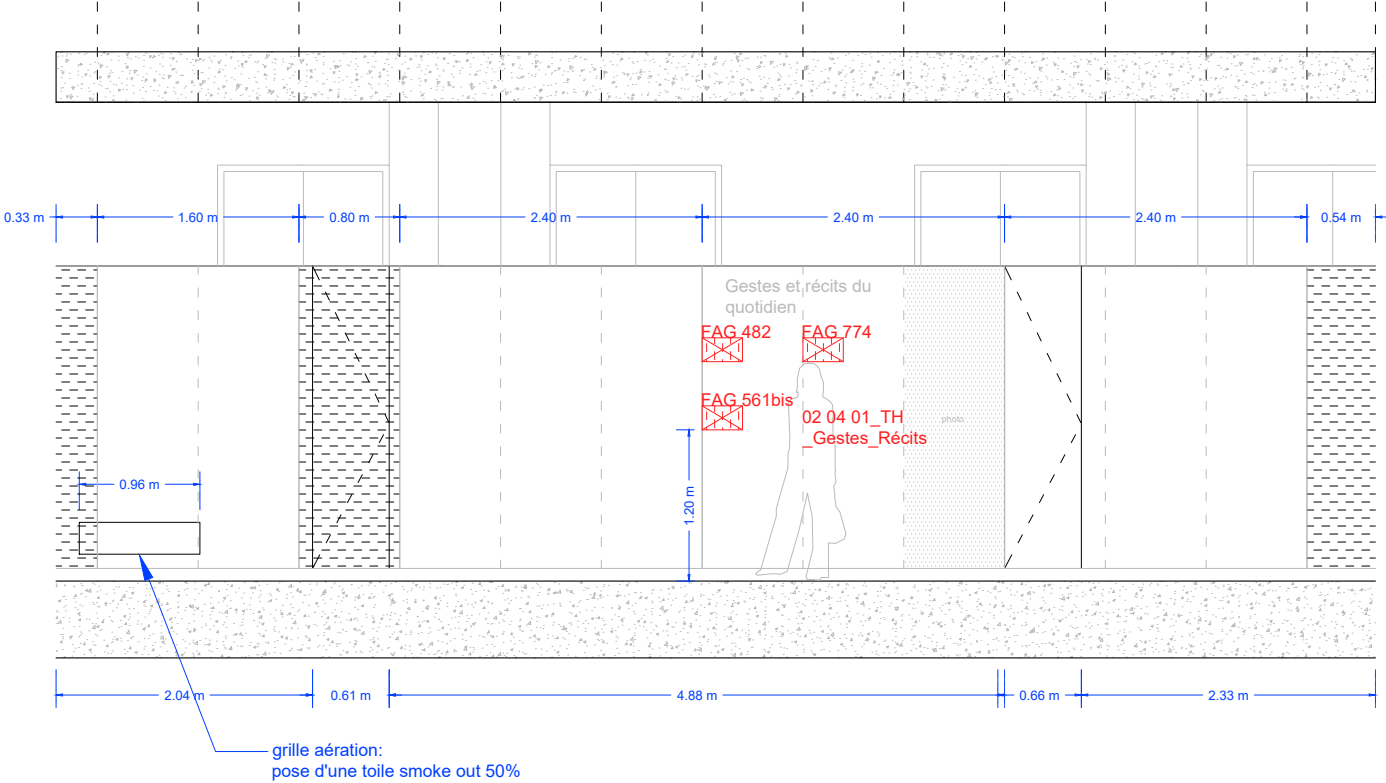 0.33 m
1.60 m
0.80 m
2.40 m
2.40 m
2.40 m
0.54 m
Gestes et récits du
quotidien
FAG 482
FAG 774
FAG 561bis
02 04 01_TH
_Gestes_Récits
photo
0.96 m
1.20 m
2.04 m
0.61 m
4.88 m
0.66 m
2.33 m
grille aération:
pose d'une toile smoke out 50%